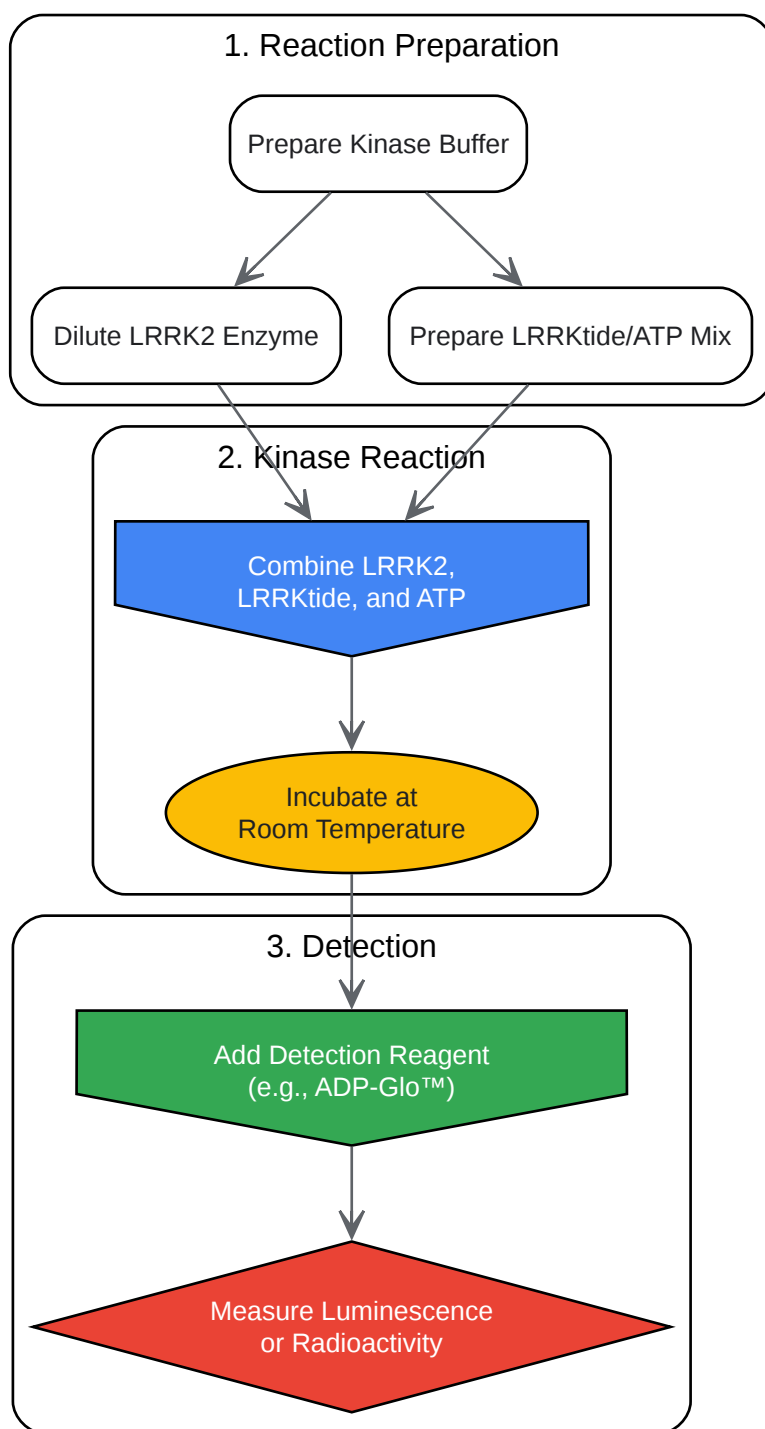 1. Reaction Preparation
Prepare Kinase Buffer
Dilute LRRK2 Enzyme
Prepare LRRKtide/ATP Mix
2. Kinase Reaction
Combine LRRK2,
LRRKtide, and ATP
Incubate at
Room Temperature
3. Detection
Add Detection Reagent
(e.g., ADP-Glo™)
Measure Luminescence
or Radioactivity